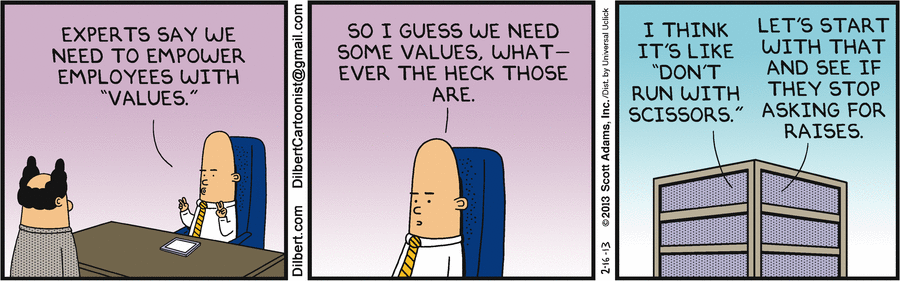 EXPERTS SAY WE
NEED TO EMPOWER
EMPLOYEES WITH
"VALUES."
Dilbert.com DilbertCartoonist@gmail.com
SO I GUESS WE NEED
SOME VALUES, WHAT—
EVER THE HECK THOSE
ARE.
2-16-13 ©2013 Scott Adams, Inc. /Dist. by Universal Uclick
I THINK
IT'S LIKE
"DON'T
RUN WITH
SCISSORS."
LET'S START
WITH THAT
AND SEE IF
THEY STOP
ASKING FOR
RAISES.